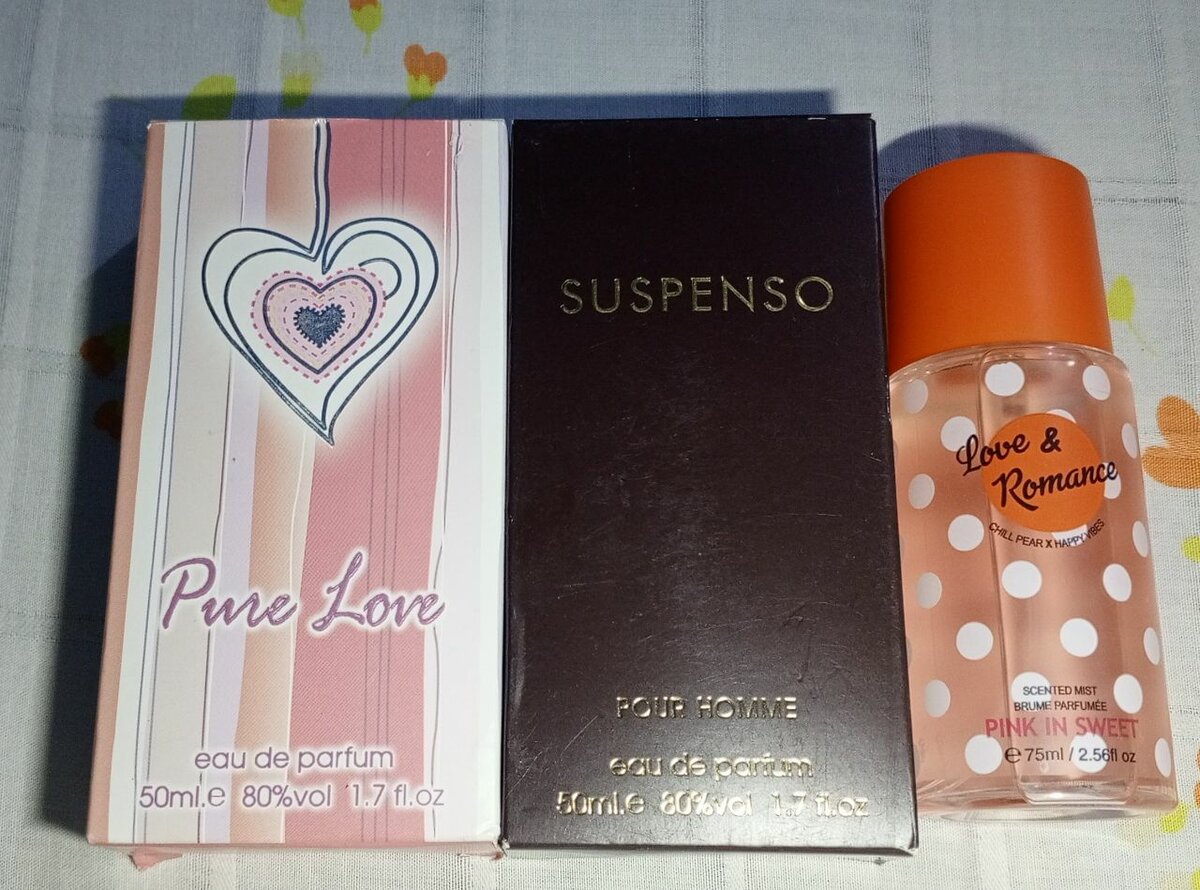 Pure Love
eau de parfum
50ml.e 80%vol 1.7 fl.oz
SUSPENSO
POUR HOMME
eau de parfum
50ml.e 80%vol 1.7 fl.oz
Love &
Romance
CHILL PEAR X HAPPY VIBES
SCENTED MIST
BRUME PARFUMÉE
PINK IN SWEET
e 75ml / 2.56fl oz